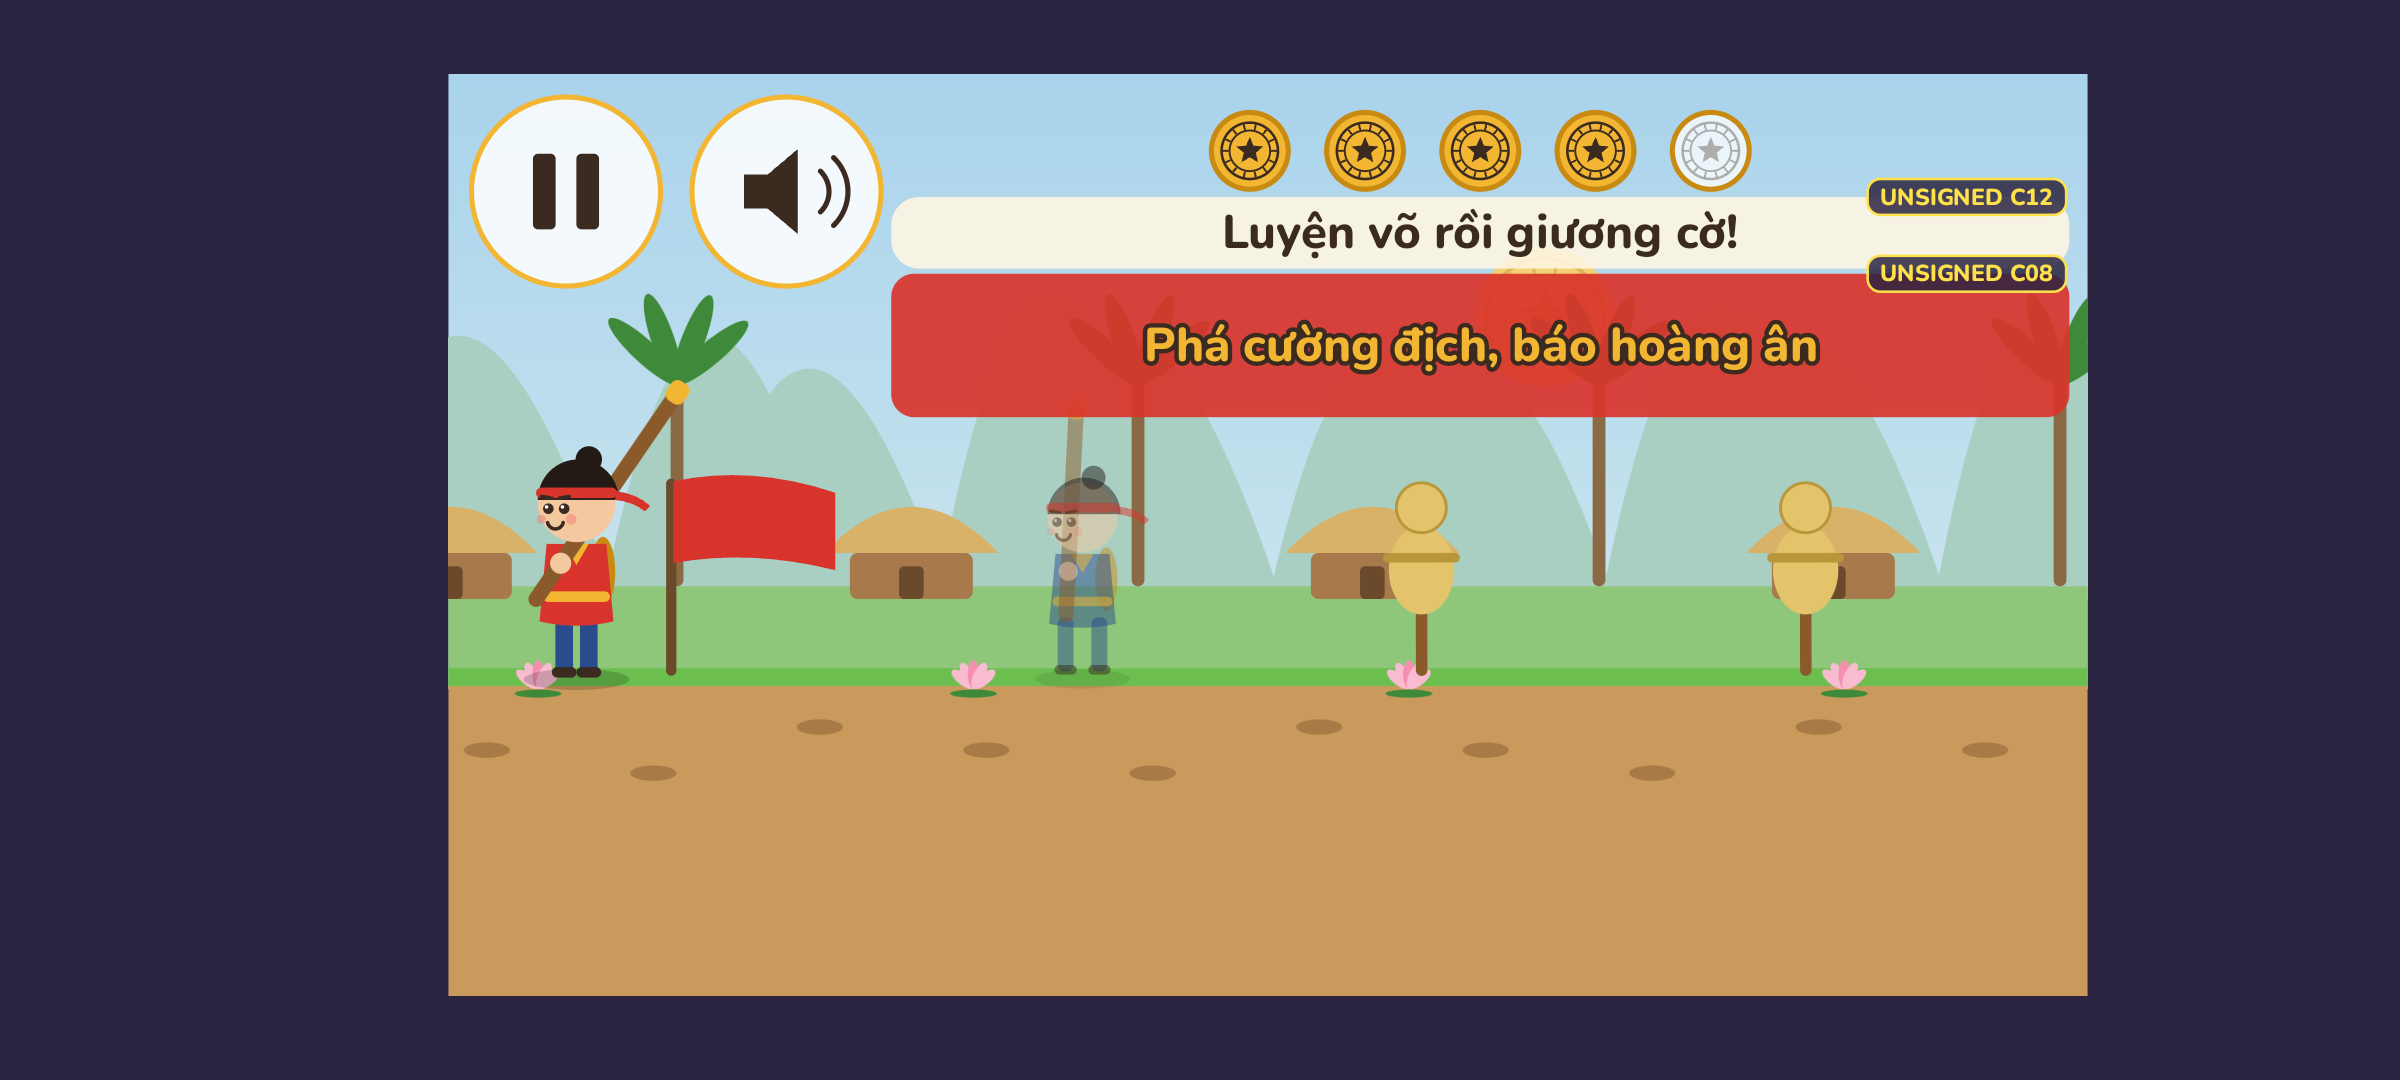 UNSIGNED C12
Luyện võ rồi giương cờ!
UNSIGNED C08
Phá cường địch, báo hoàng ân